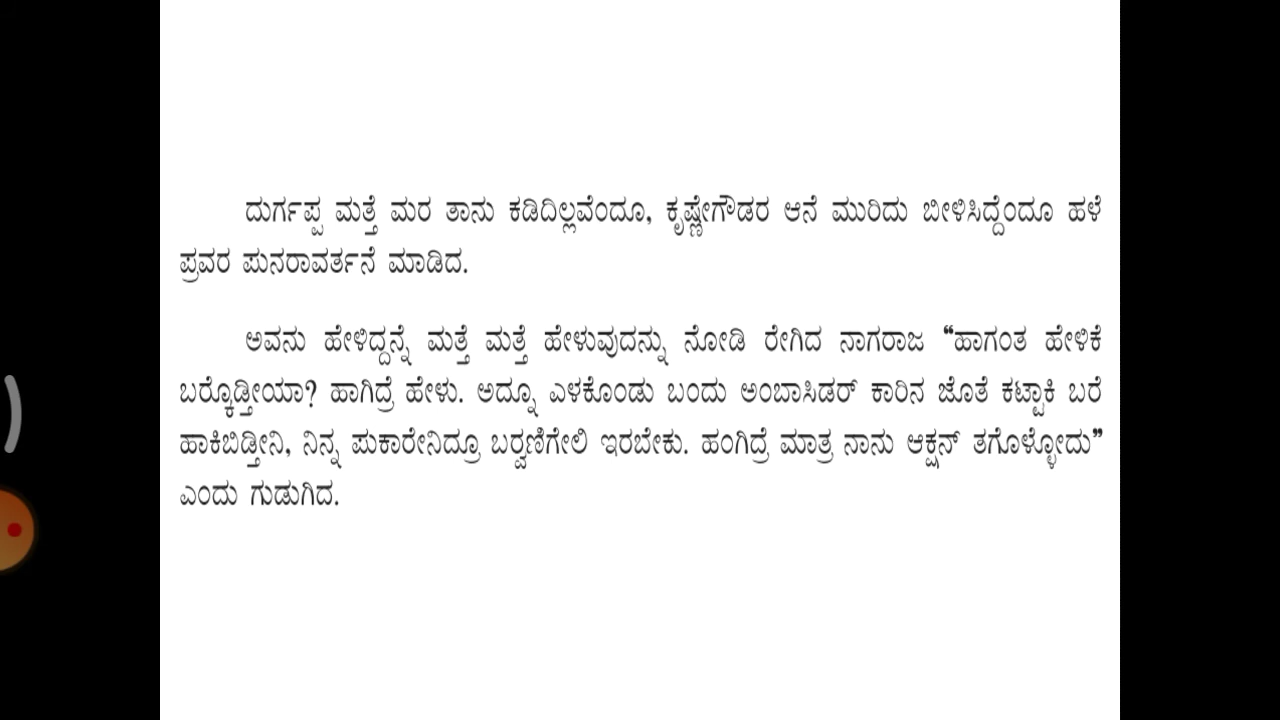 ದುರ್ಗಪ್ಪ ಮತ್ತೆ ಮರ ತಾನು ಕಡಿದಿಲ್ಲವೆಂದೂ, ಕೃಷ್ಣೇಗೌಡರ ಆನೆ ಮುರಿದು ಬೀಳಿಸಿದ್ದೆಂದೂ ಹಳೆ
ಪ್ರವರ ಪುನರಾವರ್ತನೆ ಮಾಡಿದ.
ಅವನು ಹೇಳಿದ್ದನ್ನೆ ಮತ್ತೆ ಮತ್ತೆ ಹೇಳುವುದನ್ನು ನೋಡಿ ರೇಗಿದ ನಾಗರಾಜ “ಹಾಗಂತ ಹೇಳಿಕೆ
ಬರ‍್ಕೊಡ್ತೀಯಾ? ಹಾಗಿದ್ರೆ ಹೇಳು. ಅದ್ನೂ ಎಳಕೊಂಡು ಬಂದು ಅಂಬಾಸಿಡರ್ ಕಾರಿನ ಜೊತೆ ಕಟ್ಟಾಕಿ ಬರೆ
ಹಾಕಿಬಿಡ್ತೀನಿ, ನಿನ್ನ ಪುಕಾರೇನಿದ್ರೂ ಬರ‍್ವಣಿಗೇಲಿ ಇರಬೇಕು. ಹಂಗಿದ್ರೆ ಮಾತ್ರ ನಾನು ಆಕ್ಷನ್ ತಗೊಳ್ಳೋದು”
ಎಂದು ಗುಡುಗಿದ.